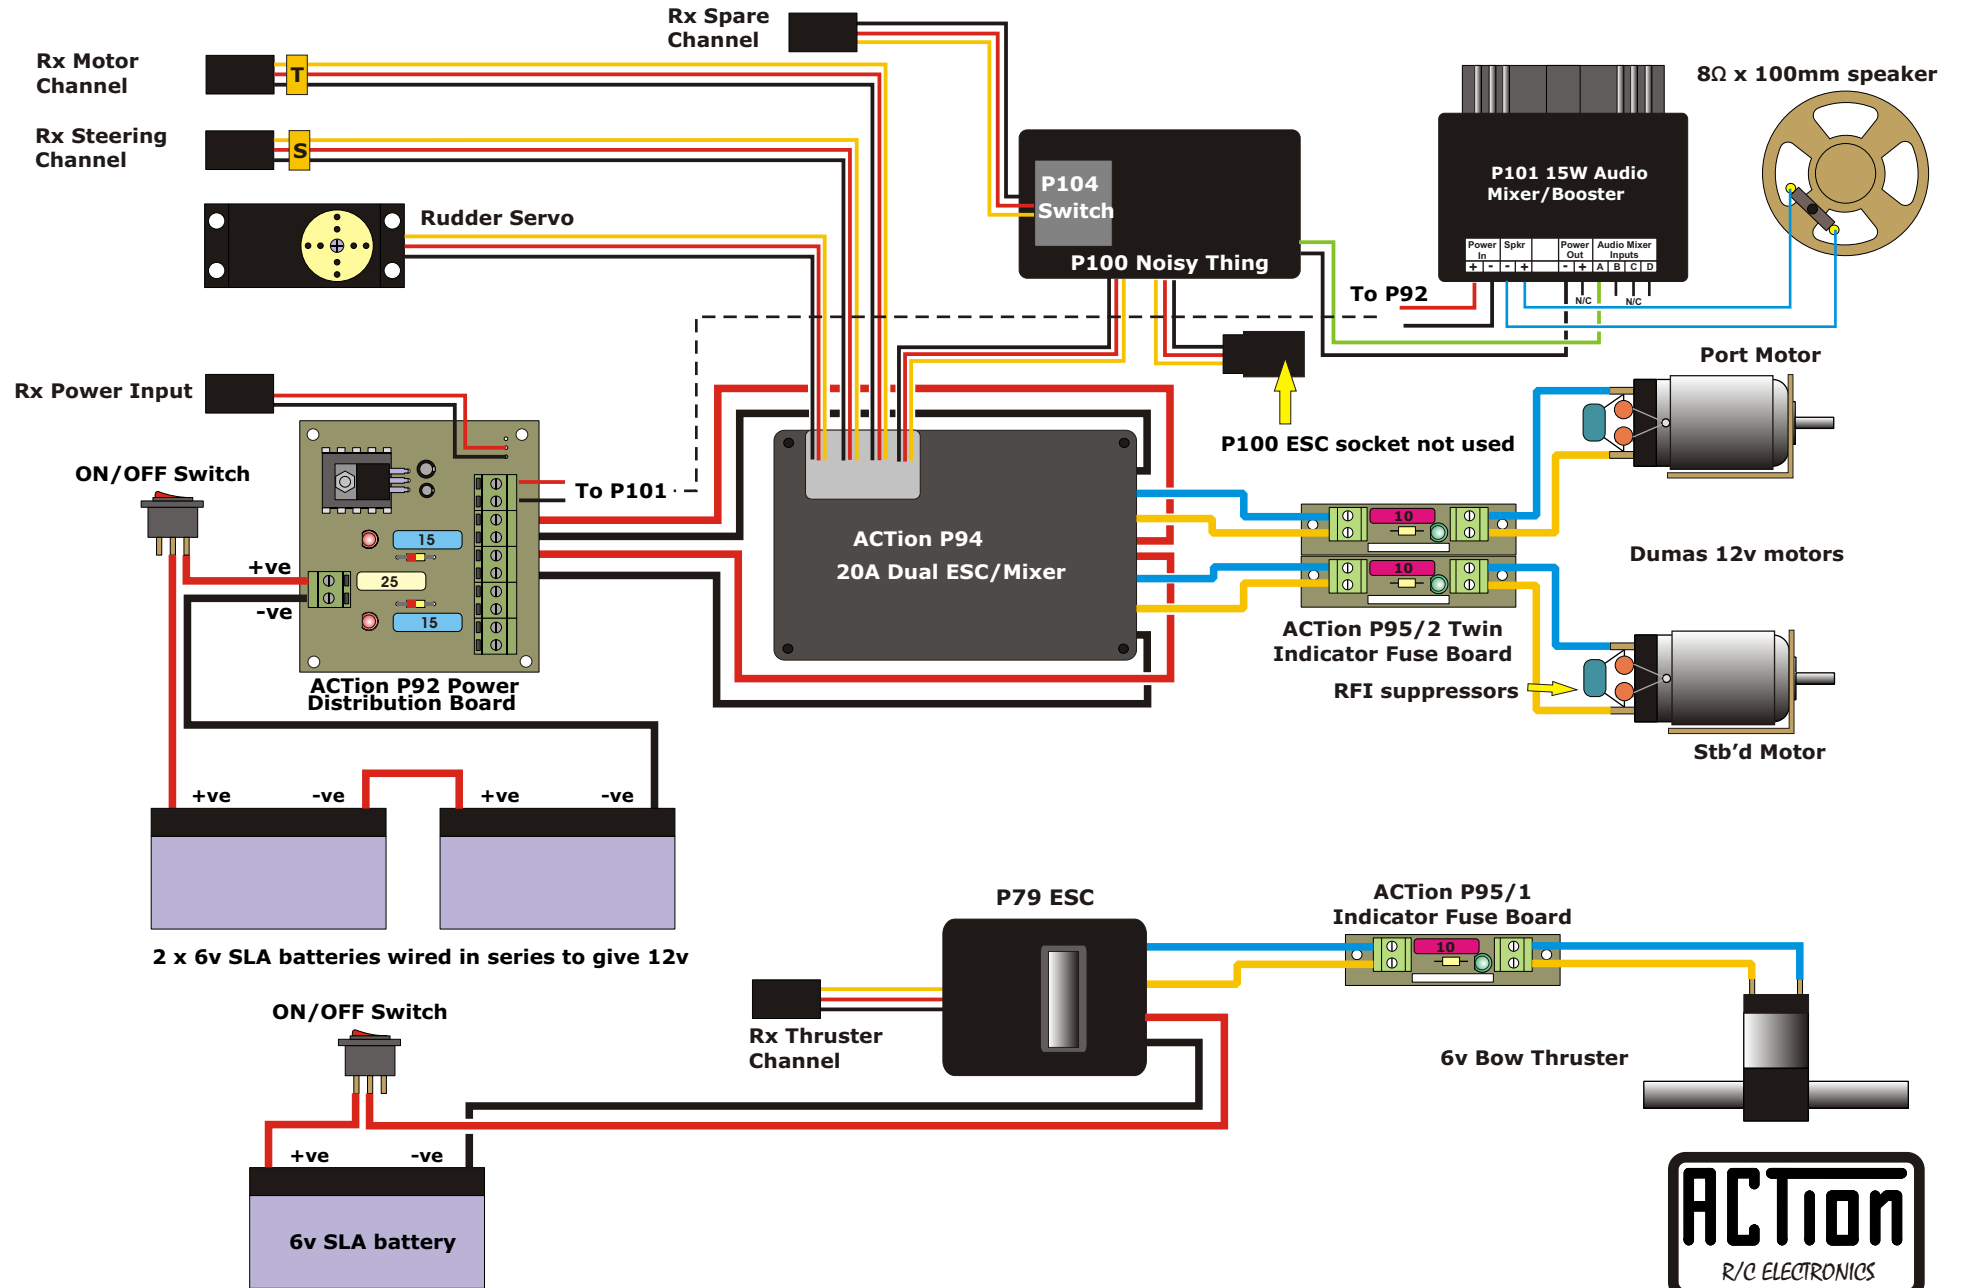 Rx Spare
Channel
Rx Motor
Channel
T
Rx Steering
Channel
S
Rudder Servo
P104
Switch
P100 Noisy Thing
P101 15W Audio
Mixer/Booster
Power
In
Spkr
Power
Out
Audio Mixer
Inputs
+ - - + - + A B C D
N/C
N/C
8Ω x 100mm speaker
To P92
P100 ESC socket not used
Rx Power Input
ON/OFF Switch
To P101
15
25
15
+ve
-ve
ACTion P92 Power
Distribution Board
ACTion P94
20A Dual ESC/Mixer
Port Motor
10
10
Dumas 12v motors
ACTion P95/2 Twin
Indicator Fuse Board
RFI suppressors
Stb'd Motor
+ve
-ve
+ve
-ve
2 x 6v SLA batteries wired in series to give 12v
P79 ESC
ACTion P95/1
Indicator Fuse Board
10
Rx Thruster
Channel
6v Bow Thruster
ON/OFF Switch
+ve
-ve
6v SLA battery
ACTion
R/C ELECTRONICS